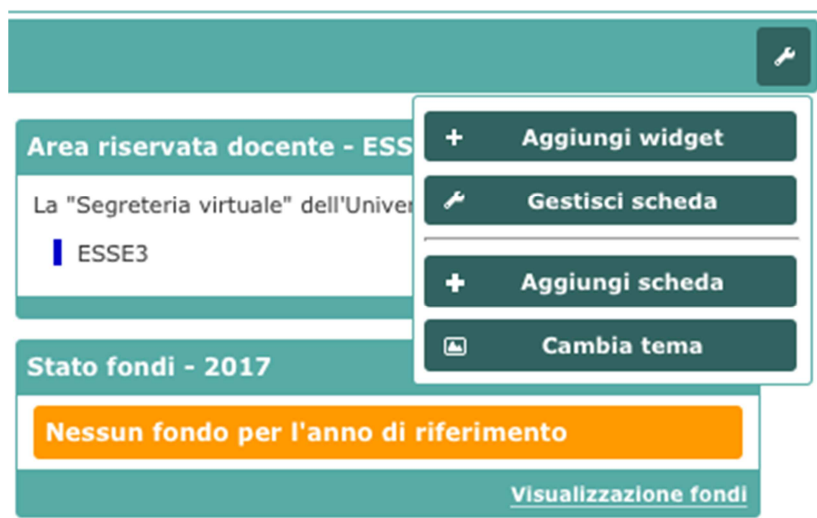 Area riservata docente - ESS
La "Segreteria virtuale" dell'Univer
ESSE3
Aggiungi widget
Gestisci scheda
Aggiungi scheda
Cambia tema
Stato fondi - 2017
Nessun fondo per l'anno di riferimento
Visualizzazione fondi